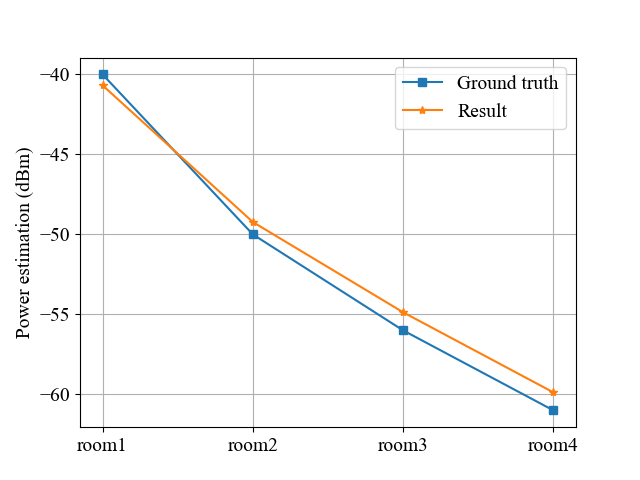 Ground truth
Result
Power estimation (dBm)
−40
−45
−50
−55
−60
room1 room2 room3 room4